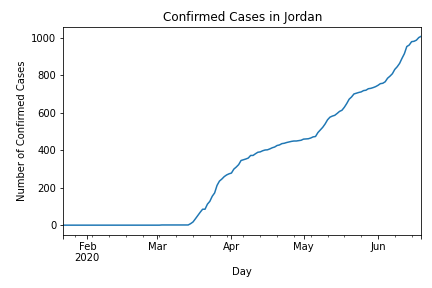 Confirmed Cases in Jordan
Number of Confirmed Cases
1000
800
600
400
200
0
Feb
2020
Mar
Apr
May
Jun
Day